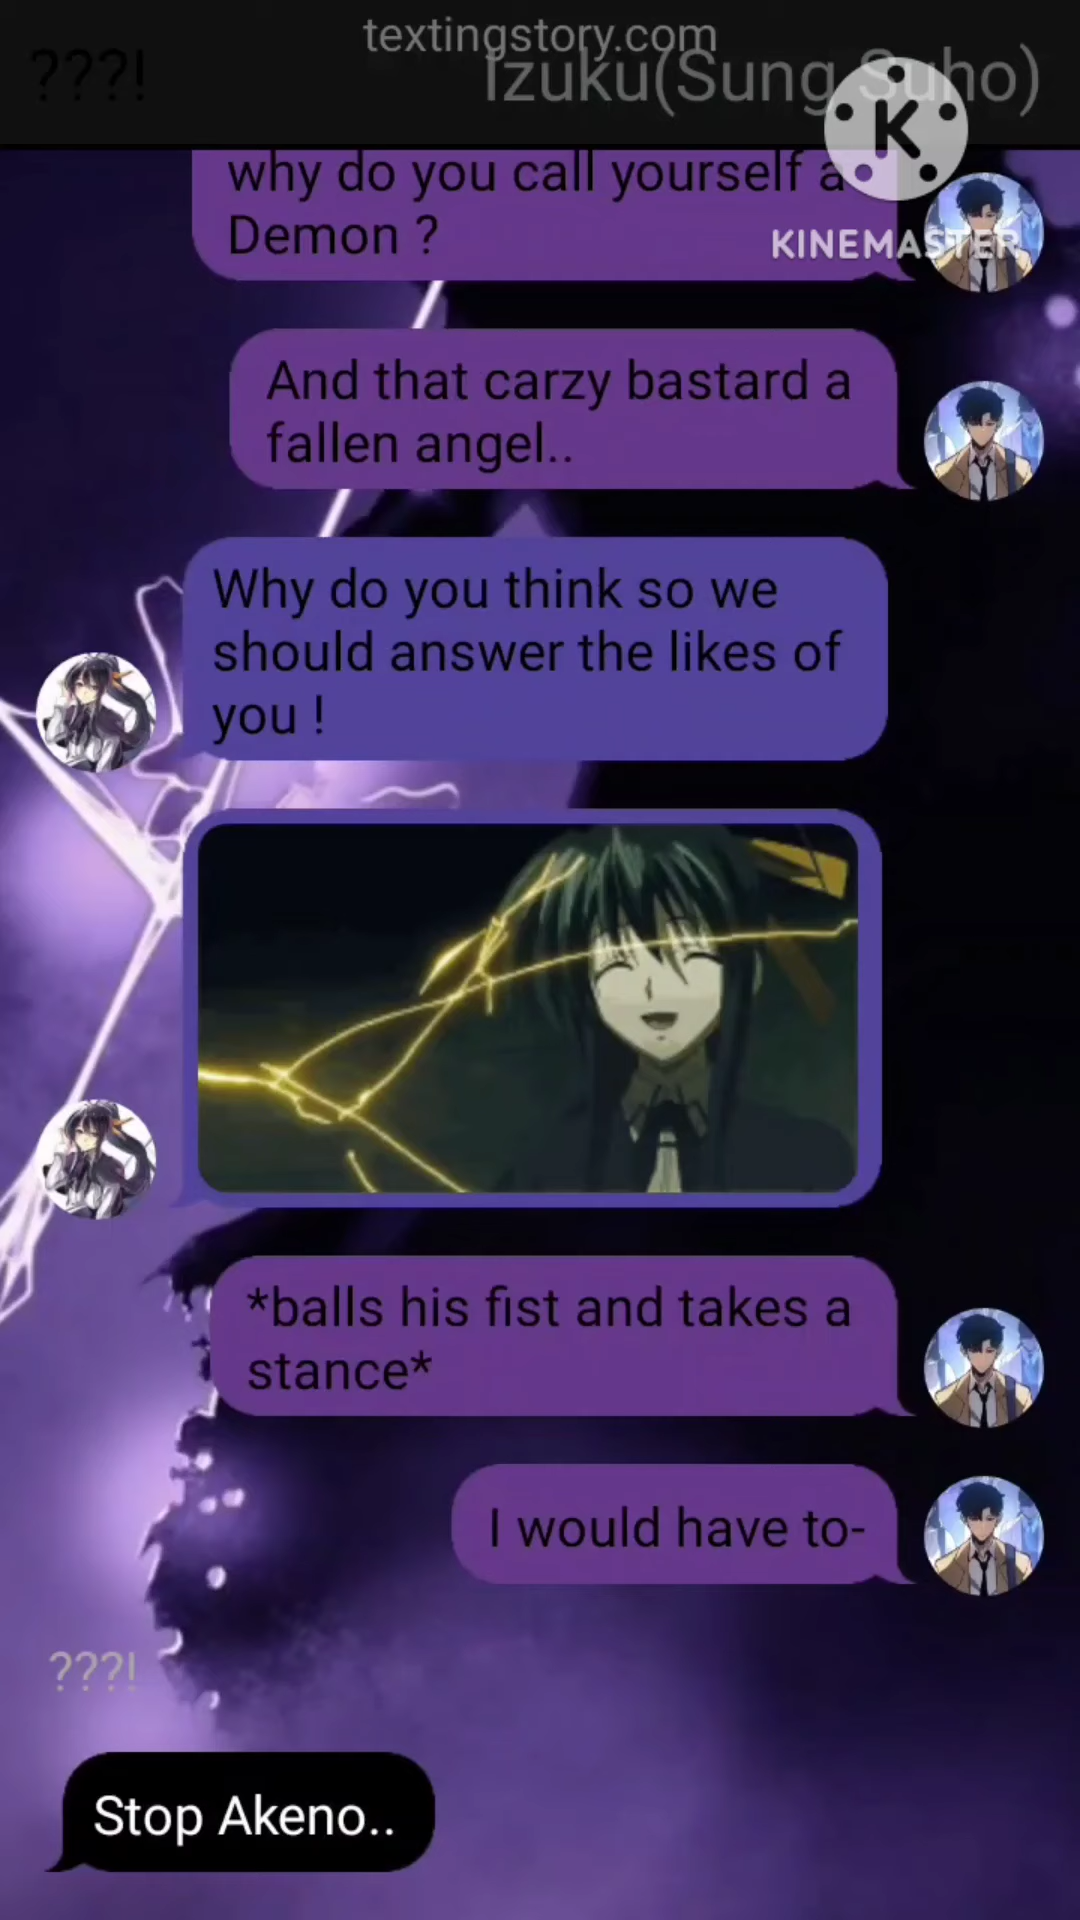 textingstory.com
???!
Izuku(Sung Suho)
K
KINEMASTER
why do you call yourself a
Demon ?
And that carzy bastard a
fallen angel..
Why do you think so we
should answer the likes of
you !
*balls his fist and takes a
stance*
I would have to-
???!
Stop Akeno..